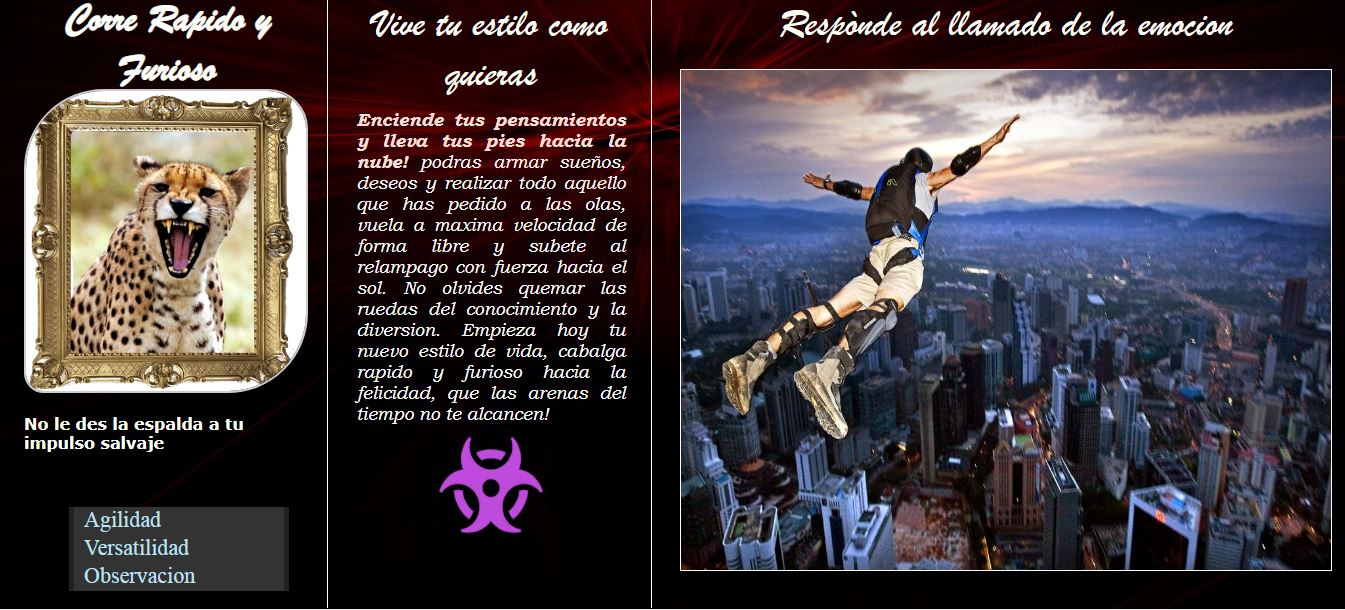 Corre Rapido y
Furioso
No le des la espalda a tu
impulso salvaje
Agilidad
Versatilidad
Observacion
Vive tu estilo como
quieras
Enciende tus pensamientos
y lleva tus pies hacia la
nube! podras armar sueños,
deseos y realizar todo aquello
que has pedido a las olas,
vuela a maxima velocidad de
forma libre y subete al
relampago con fuerza hacia el
sol. No olvides quemar las
ruedas del conocimiento y la
diversion. Empieza hoy tu
nuevo estilo de vida, cabalga
rapido y furioso hacia la
felicidad, que las arenas del
tiempo no te alcancen!
Respònde al llamado de la emocion